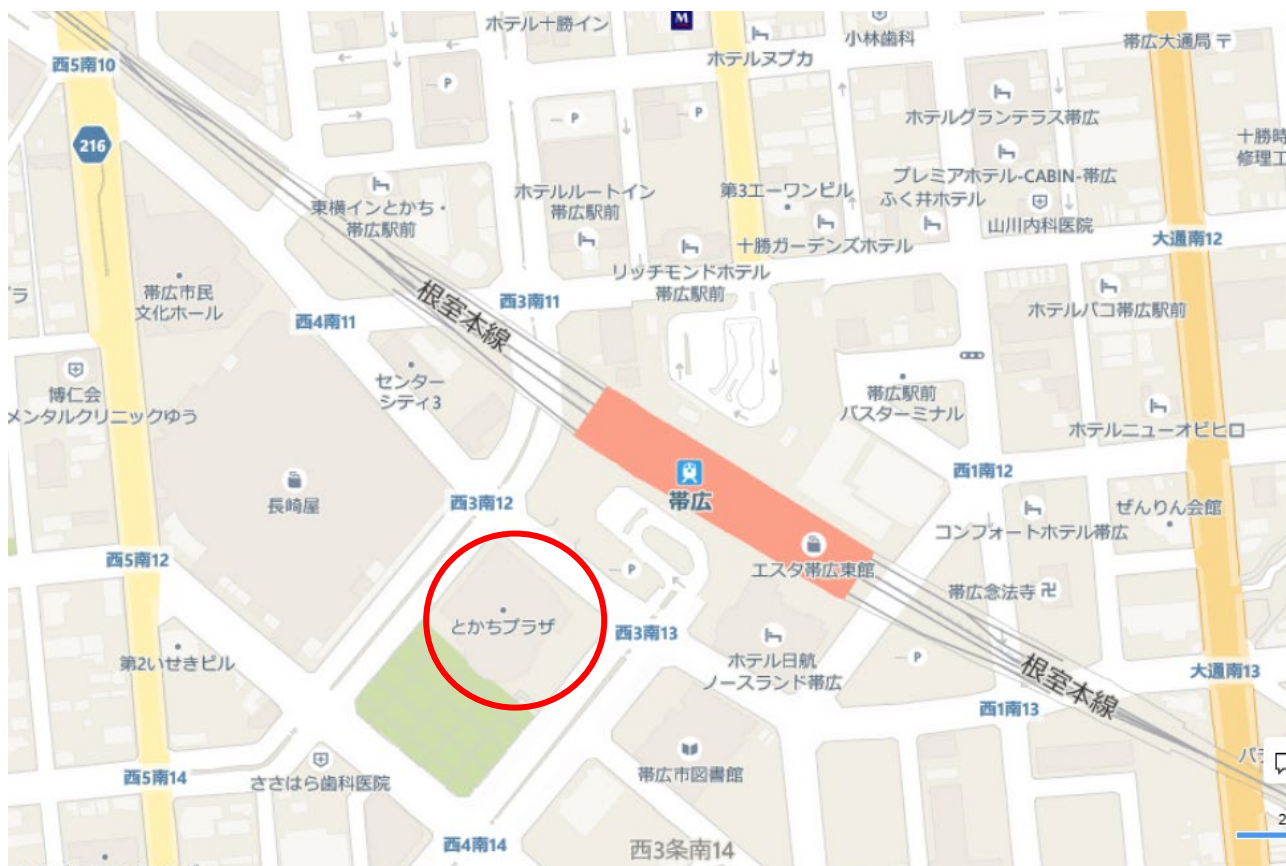 ホテル十勝イン
M
小林歯科
帯広大通局〒
西5南10
ホテルヌプカ
P
216
P
P
ホテルグランテラス帯広
東横インとかち・
帯広駅前
ホテルルートイン
帯広駅前
第3エーワンビル
プレミアホテル-CABIN-帯広
ふく井ホテル
山川内科医院
十勝ガーデンズホテル
大通南12
リッチモンドホテル
帯広駅前
帯広市民
文化ホール
西4南11
西3南11
根室本線
ホテルパコ帯広駅前
博仁会
メンタルクリニックゆう
センター
シティ3
帯広駅前
バスターミナル
ホテルニューオビヒロ
長崎屋
西3南12
帯広
西1南12
ぜんりん会館
コンフォートホテル帯広
西5南12
P
エスタ帯広東館
帯広念法寺
とかちプラザ
西3南13
第2いせきビル
ホテル日航
ノースランド帯広
P
根室本線
大通南13
西1南13
西5南14
ささはら歯科医院
帯広市図書館
西4南14
西3条南14